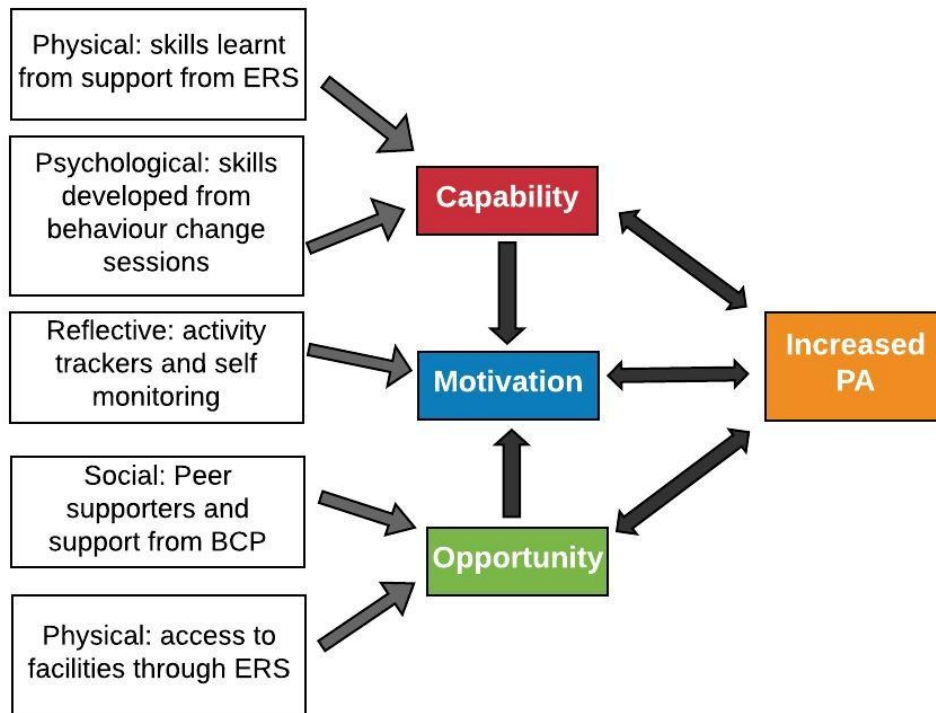 Physical: skills learnt
from support from ERS
Psychological: skills
developed from
behaviour change
sessions
Reflective: activity
trackers and self
monitoring
Social: Peer
supporters and
support from BCP
Physical: access to
facilities through ERS
Capability
Motivation
Opportunity
Increased
PA